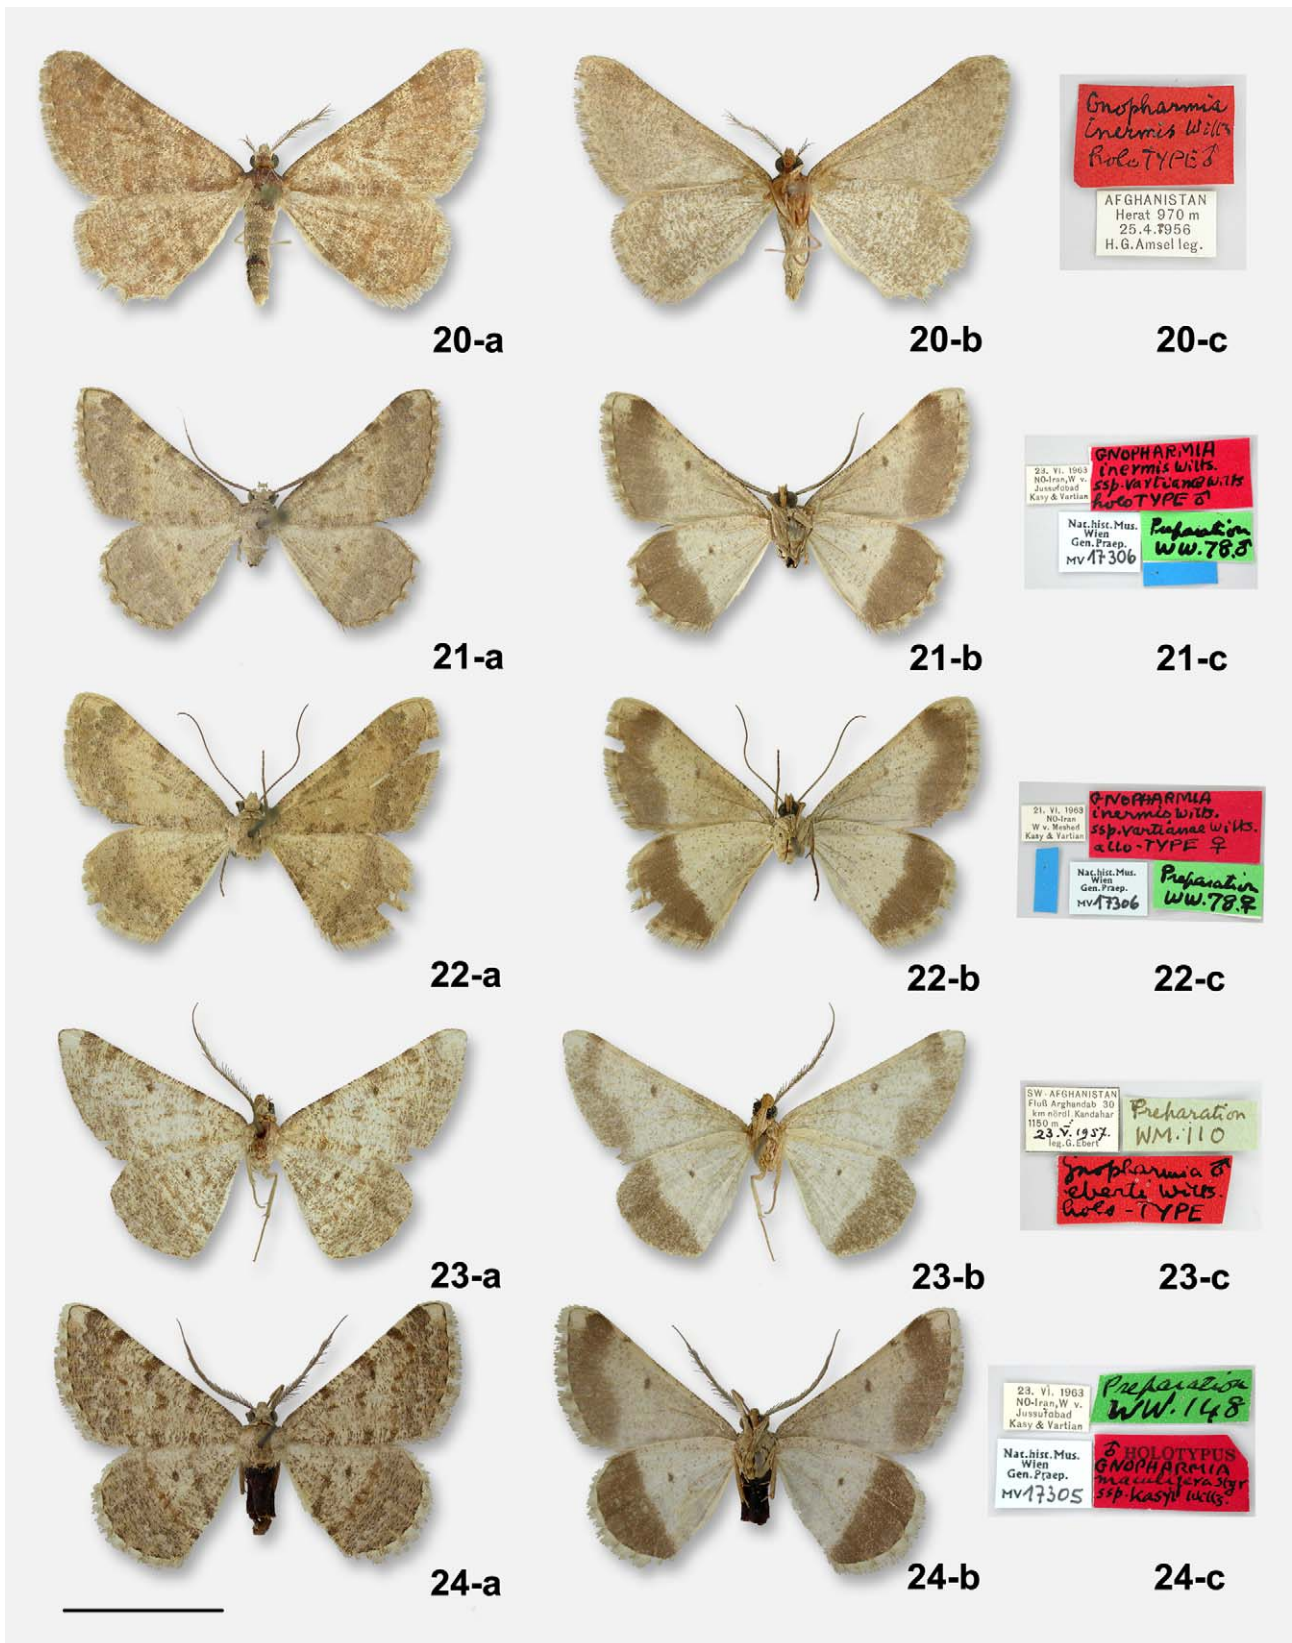 Gnopharmia
inermis Wilts
holoTYPE ♂
AFGHANISTAN
Herat 970 m
25.4.1956
H.G.Amsel leg.
20-a
20-b
20-c
23. VI. 1963
NO-Iran, W v.
Jussufobad
Kasy & Vartian
GNOPHARMIA
inermis Wilts.
ssp. vartianae Wilts
holoTYPE ♂
Nat.hist.Mus.
Wien
Gen.Praep.
MV 17306
Preparation
WW.78.♂
21-a
21-b
21-c
21. VI. 1963
NO-Iran
W v. Meshed
Kasy & Vartian
GNOPHARMIA
inermis Wilts.
ssp. vartianae Wilts.
allo-TYPE ♀
Nat.hist.Mus.
Wien
Gen.Praep.
MV 17306
Preparation
WW.78.♀
22-a
22-b
22-c
SW-AFGHANISTAN
Fluß Arghandab 30
km nördl. Kandahar
1150 m
23.V.1957.
leg. G. Ebert
Preparation
WM.110
Gnopharmia ♂
eberti Wilts.
holo-TYPE
23-a
23-b
23-c
23. VI. 1963
NO-Iran, W v.
Jussufobad
Kasy & Vartian
Preparation
WW.148
Nat.hist.Mus.
Wien
Gen.Praep.
MV 17305
♂ HOLOTYPUS
GNOPHARMIA
maculifera Stgr
ssp. kasyi Wilts.
24-a
24-b
24-c